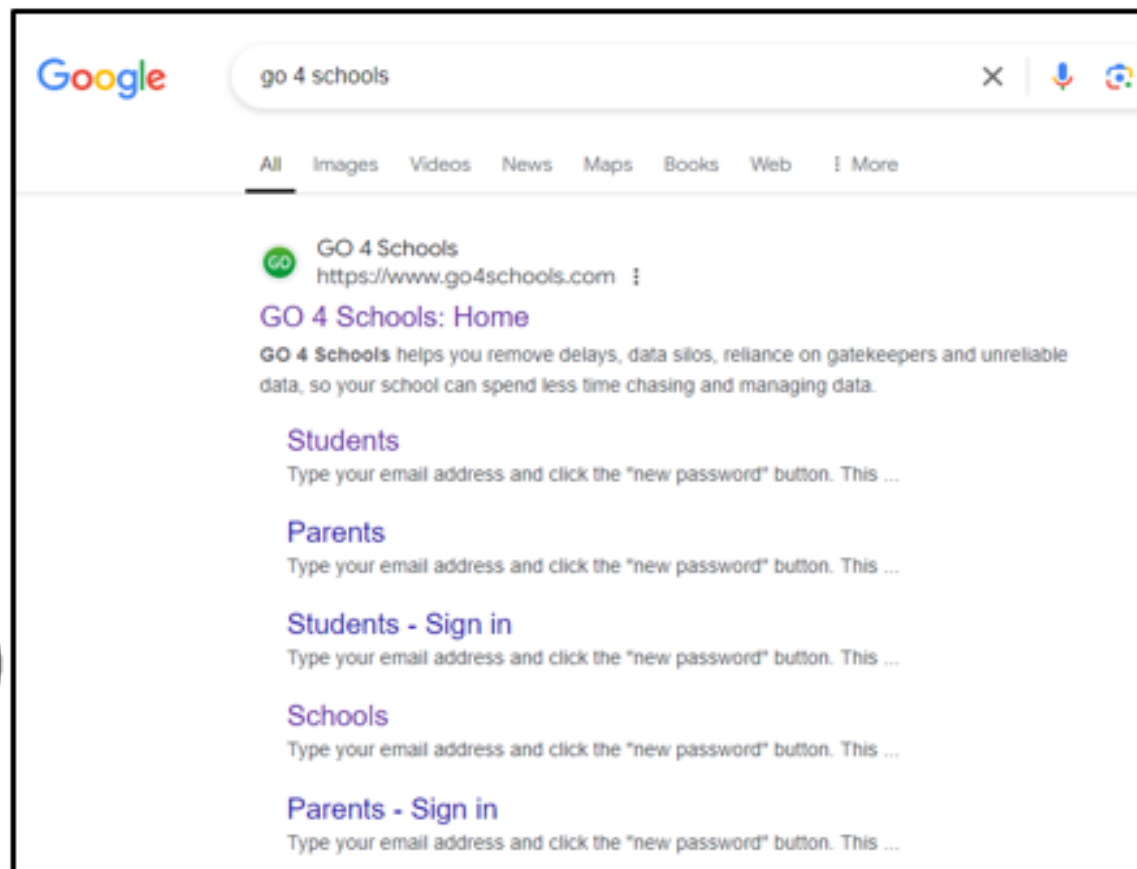 Google
go 4 schools
All Images Videos News Maps Books Web More
GO
GO 4 Schools
https://www.go4schools.com
GO 4 Schools: Home
GO 4 Schools helps you remove delays, data silos, reliance on gatekeepers and unreliable
data, so your school can spend less time chasing and managing data.
Students
Type your email address and click the "new password" button. This ...
Parents
Type your email address and click the "new password" button. This ...
Students - Sign in
Type your email address and click the "new password" button. This ...
Schools
Type your email address and click the "new password" button. This ...
Parents - Sign in
Type your email address and click the "new password" button. This ...